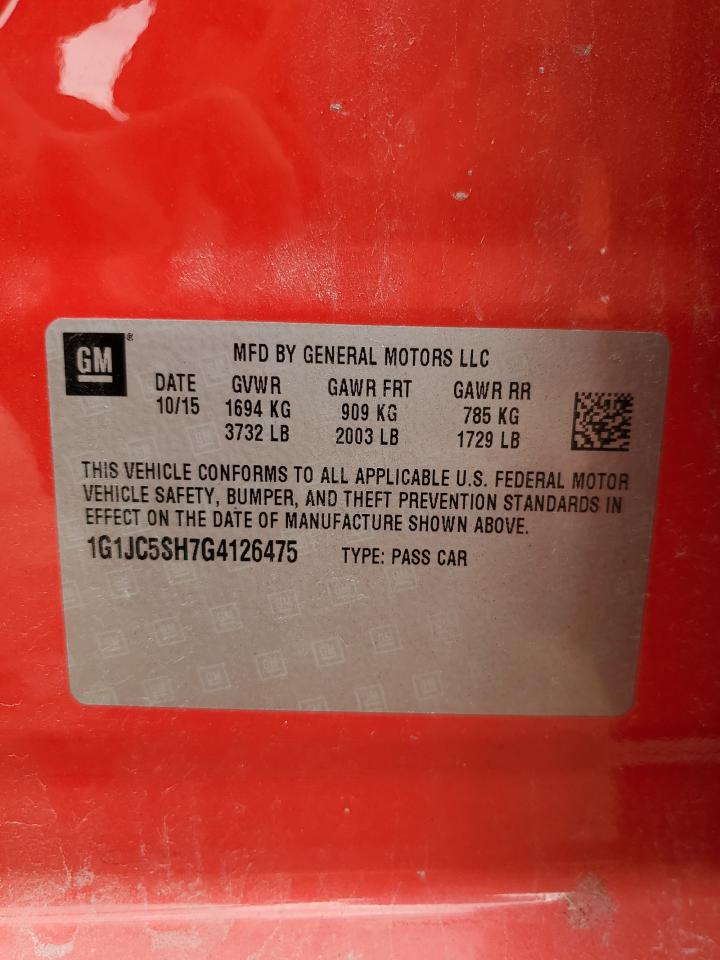 GM®
MFD BY GENERAL MOTORS LLC
DATE GVWR GAWR FRT GAWR RR
10/15 1694 KG 909 KG 785 KG
3732 LB 2003 LB 1729 LB
THIS VEHICLE CONFORMS TO ALL APPLICABLE U.S. FEDERAL MOTOR
VEHICLE SAFETY, BUMPER, AND THEFT PREVENTION STANDARDS IN
EFFECT ON THE DATE OF MANUFACTURE SHOWN ABOVE.
1G1JC5SH7G4126475 TYPE: PASS CAR